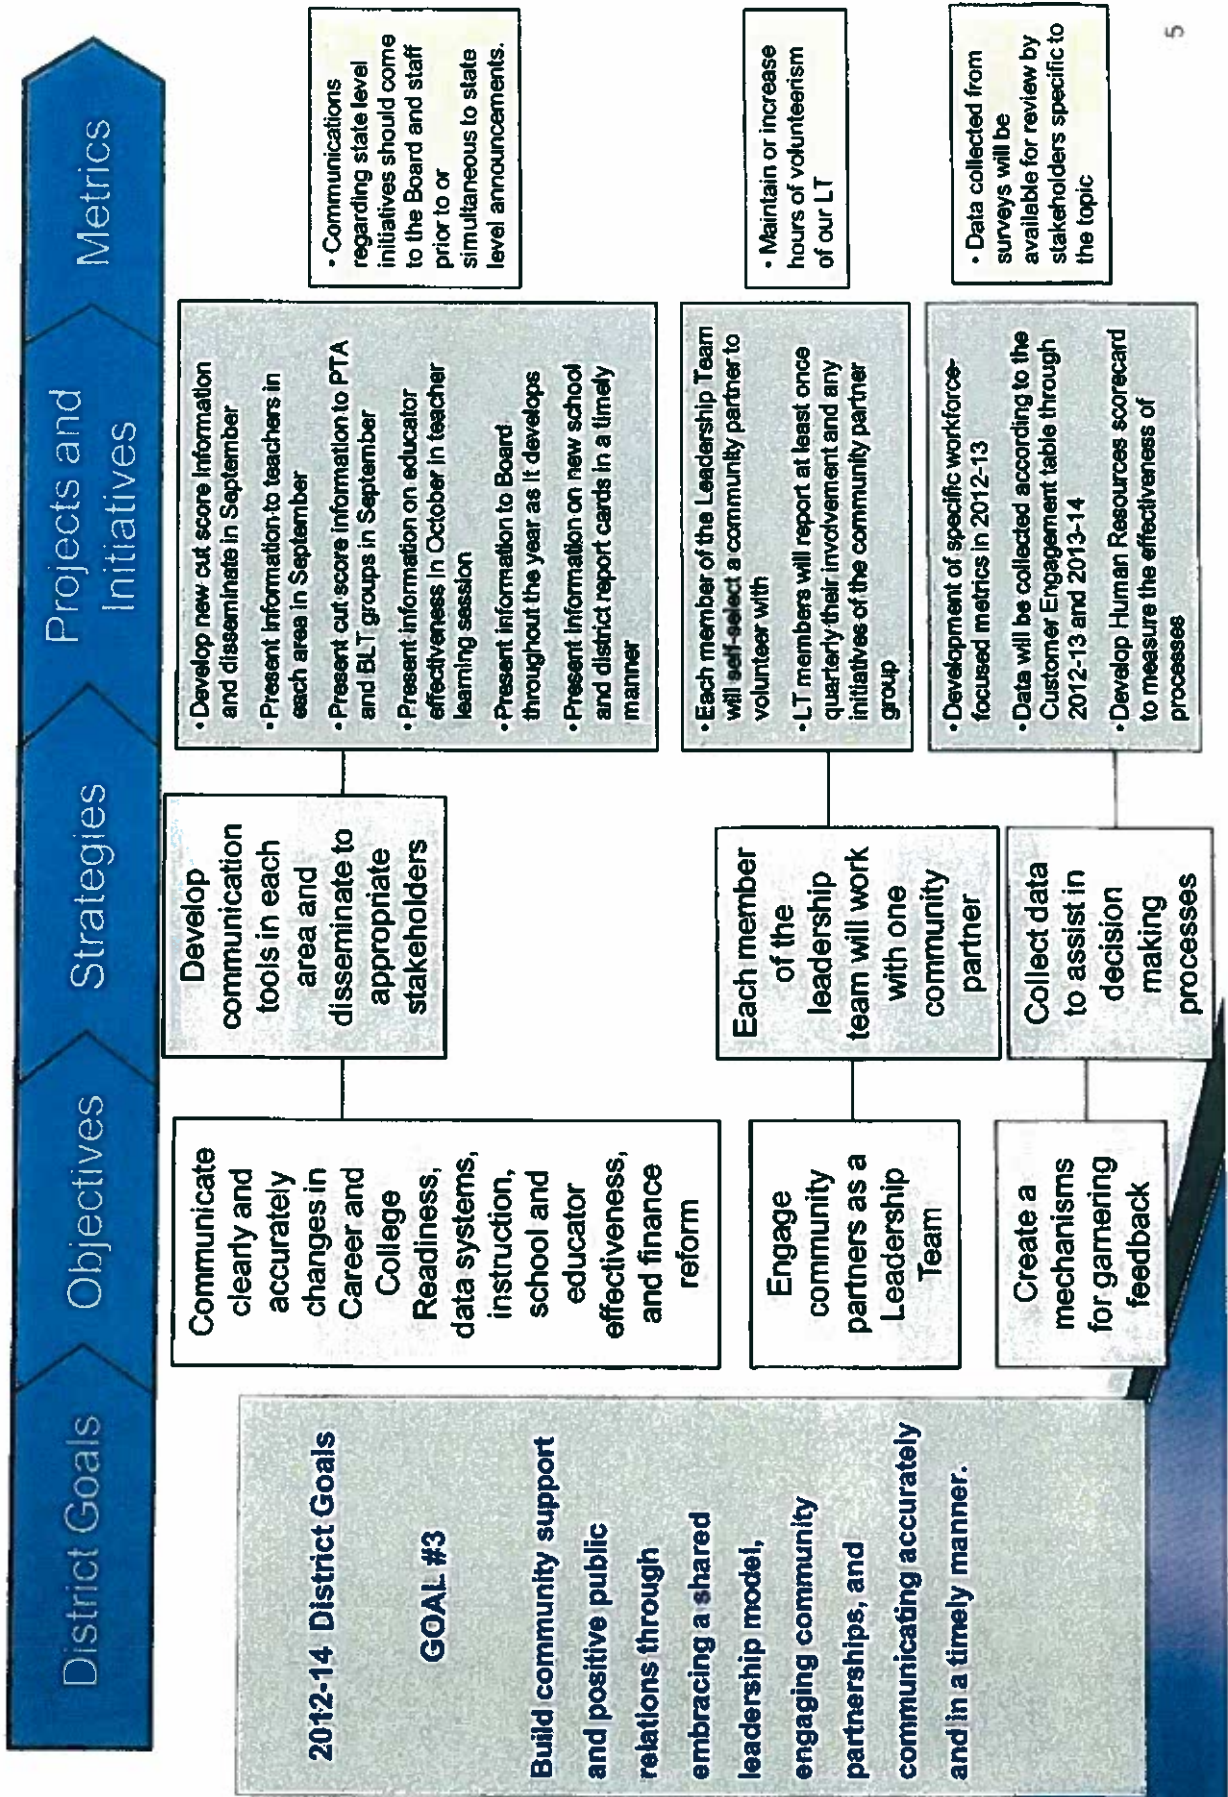 District Goals
Objectives
Strategies
Projects and
Initiatives
Metrics
2012-14 District Goals
GOAL #3
Build community support
and positive public
relations through
embracing a shared
leadership model,
engaging community
partnerships, and
communicating accurately
and in a timely manner.
Communicate
clearly and
accurately
changes in
Career and
College
Readiness,
data systems,
instruction,
school and
educator
effectiveness,
and finance
reform
Develop
communication
tools in each
area and
disseminate to
appropriate
stakeholders
• Develop new cut score information
and disseminate in September
• Present information to teachers in
each area in September
• Present cut score information to PTA
and BLT groups in September
• Present information on educator
effectiveness in October in teacher
learning session
• Present information to Board
throughout the year as it develops
• Present information on new school
and district report cards in a timely
manner
• Communications
regarding state level
initiatives should come
to the Board and staff
prior to or
simultaneous to state
level announcements.
Engage
community
partners as a
Leadership
Team
Each member
of the
leadership
team will work
with one
community
partner
• Each member of the Leadership Team
will self-select a community partner to
volunteer with
• LT members will report at least once
quarterly their involvement and any
initiatives of the community partner
group
• Maintain or increase
hours of volunteerism
of our LT
Create a
mechanisms
for garnering
feedback
Collect data
to assist in
decision
making
processes
• Development of specific workforce-
focused metrics in 2012-13
• Data will be collected according to the
Customer Engagement table through
2012-13 and 2013-14
• Develop Human Resources scorecard
to measure the effectiveness of
processes
• Data collected from
surveys will be
available for review by
stakeholders specific to
the topic
5